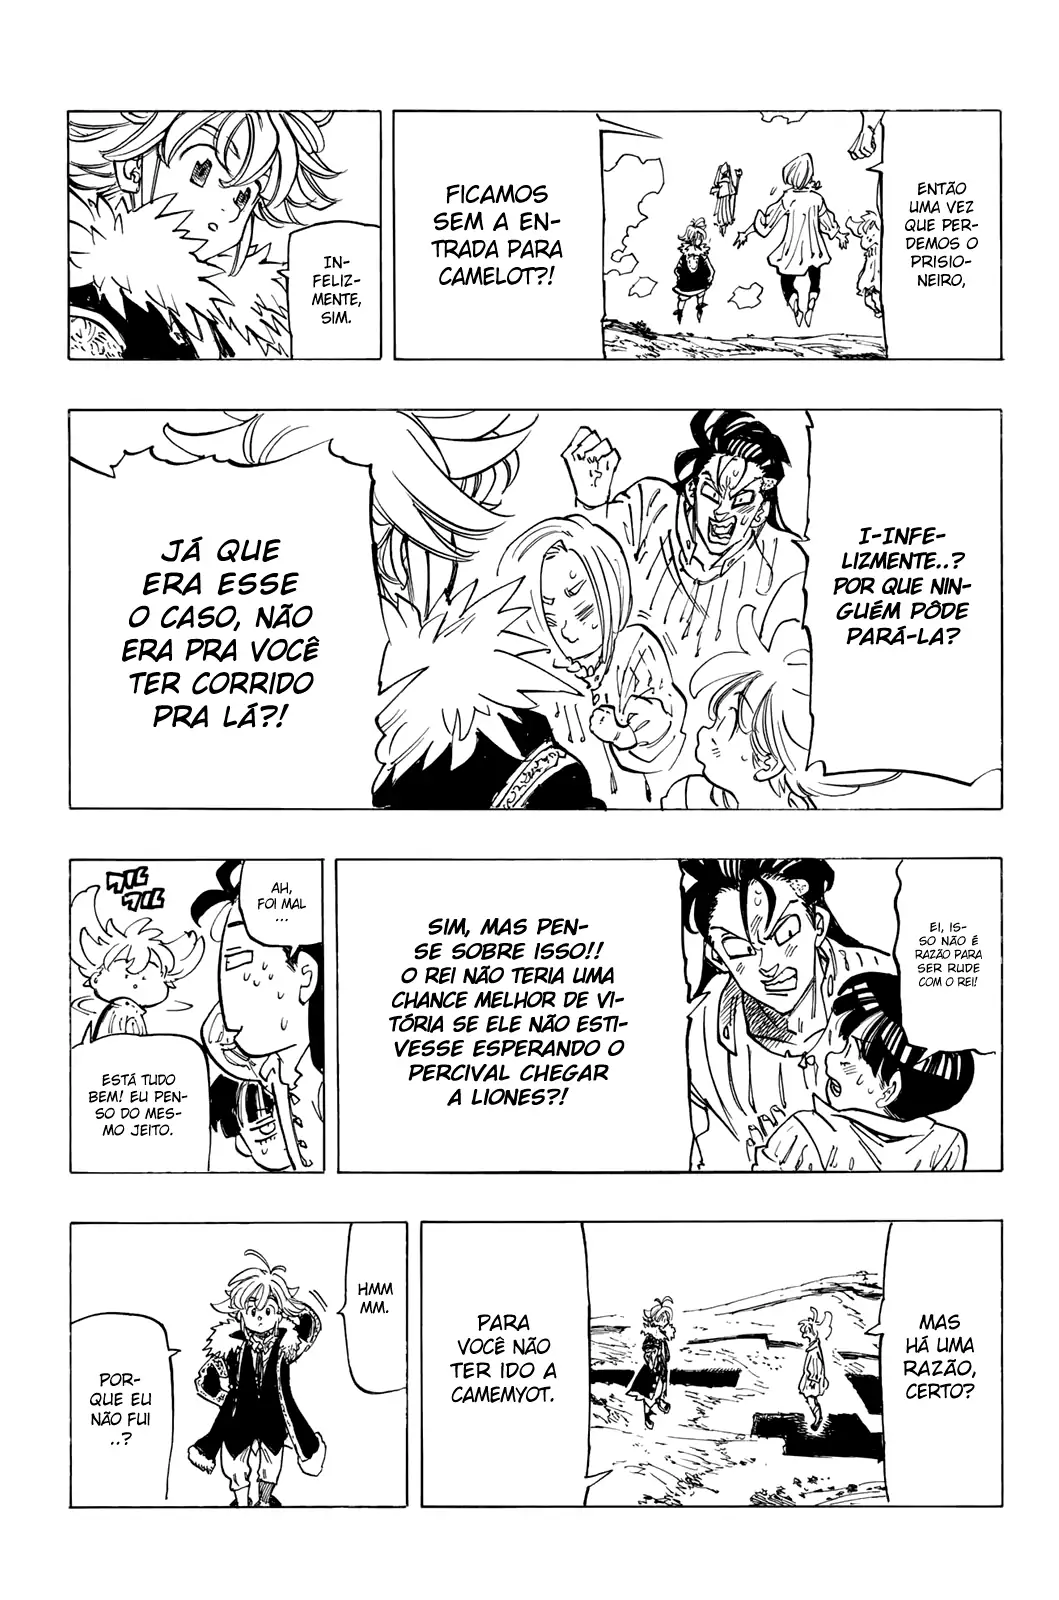 ENTÃO
UMA VEZ
QUE PER-
DEMOS O
PRISIO-
NEIRO,
FICAMOS
SEM A EN-
TRADA PARA
CAMELOT?!
IN-
FELIZ-
MENTE,
SIM.
I-INFE-
LIZMENTE..?
POR QUE NIN-
GUÉM PÔDE
PARÁ-LA?
JÁ QUE
ERA ESSE
O CASO, NÃO
ERA PRA VOCÊ
TER CORRIDO
PRA LÁ?!
EI, IS-
SO NÃO É
RAZÃO PARA
SER RUDE
COM O REI!
SIM, MAS PEN-
SE SOBRE ISSO!!
O REI NÃO TERIA UMA
CHANCE MELHOR DE VI-
TÓRIA SE ELE NÃO ESTI-
VESSE ESPERANDO O
PERCIVAL CHEGAR
A LIONES?!
AH,
FOI MAL
...
フルフル
ESTÁ TUDO
BEM! EU PEN-
SO DO MES-
MO JEITO.
MAS
HÁ UMA
RAZÃO,
CERTO?
PARA
VOCÊ NÃO
TER IDO A
CAMEMYOT.
HMM
MM.
POR-
QUE EU
NÃO FUI
..?